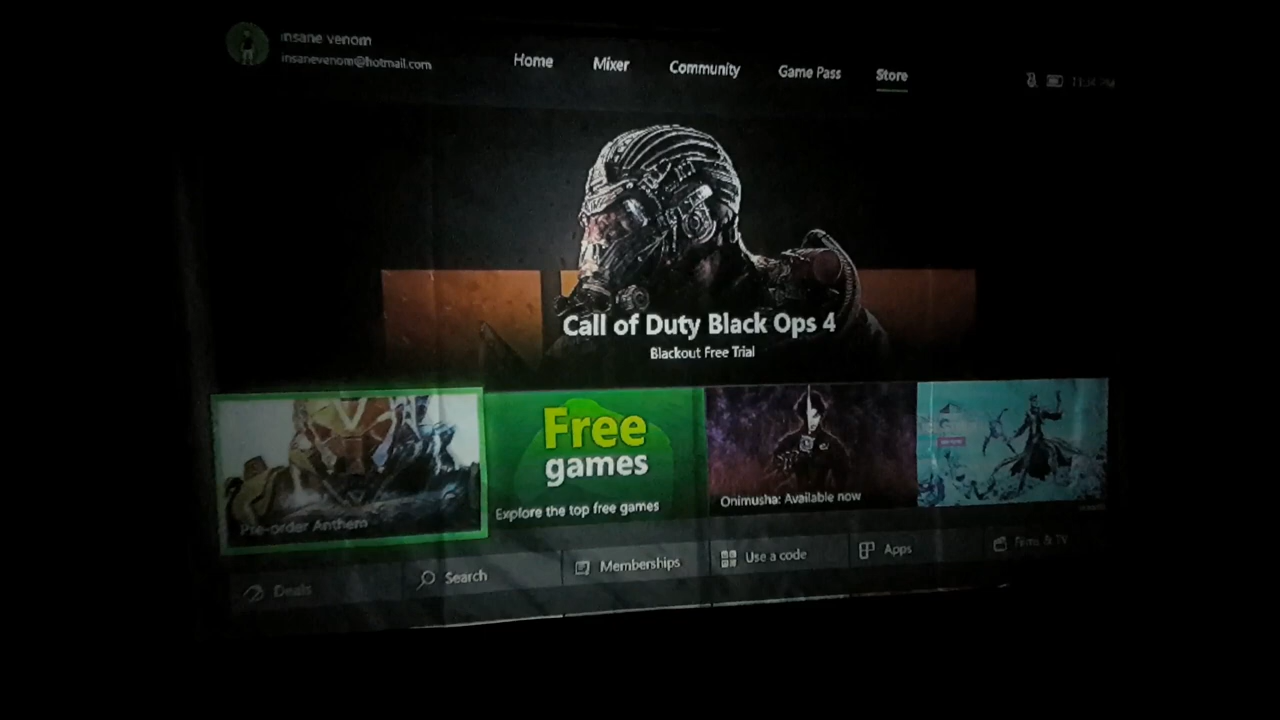 insane venom
insanevenom@hotmail.com
Home
Mixer
Community
Game Pass
Store
Call of Duty Black Ops 4
Blackout Free Trial
Pre-order Anthem
Free
games
Explore the top free games
Onimusha: Available now
Deals
Search
Memberships
Use a code
Apps
Films & TV